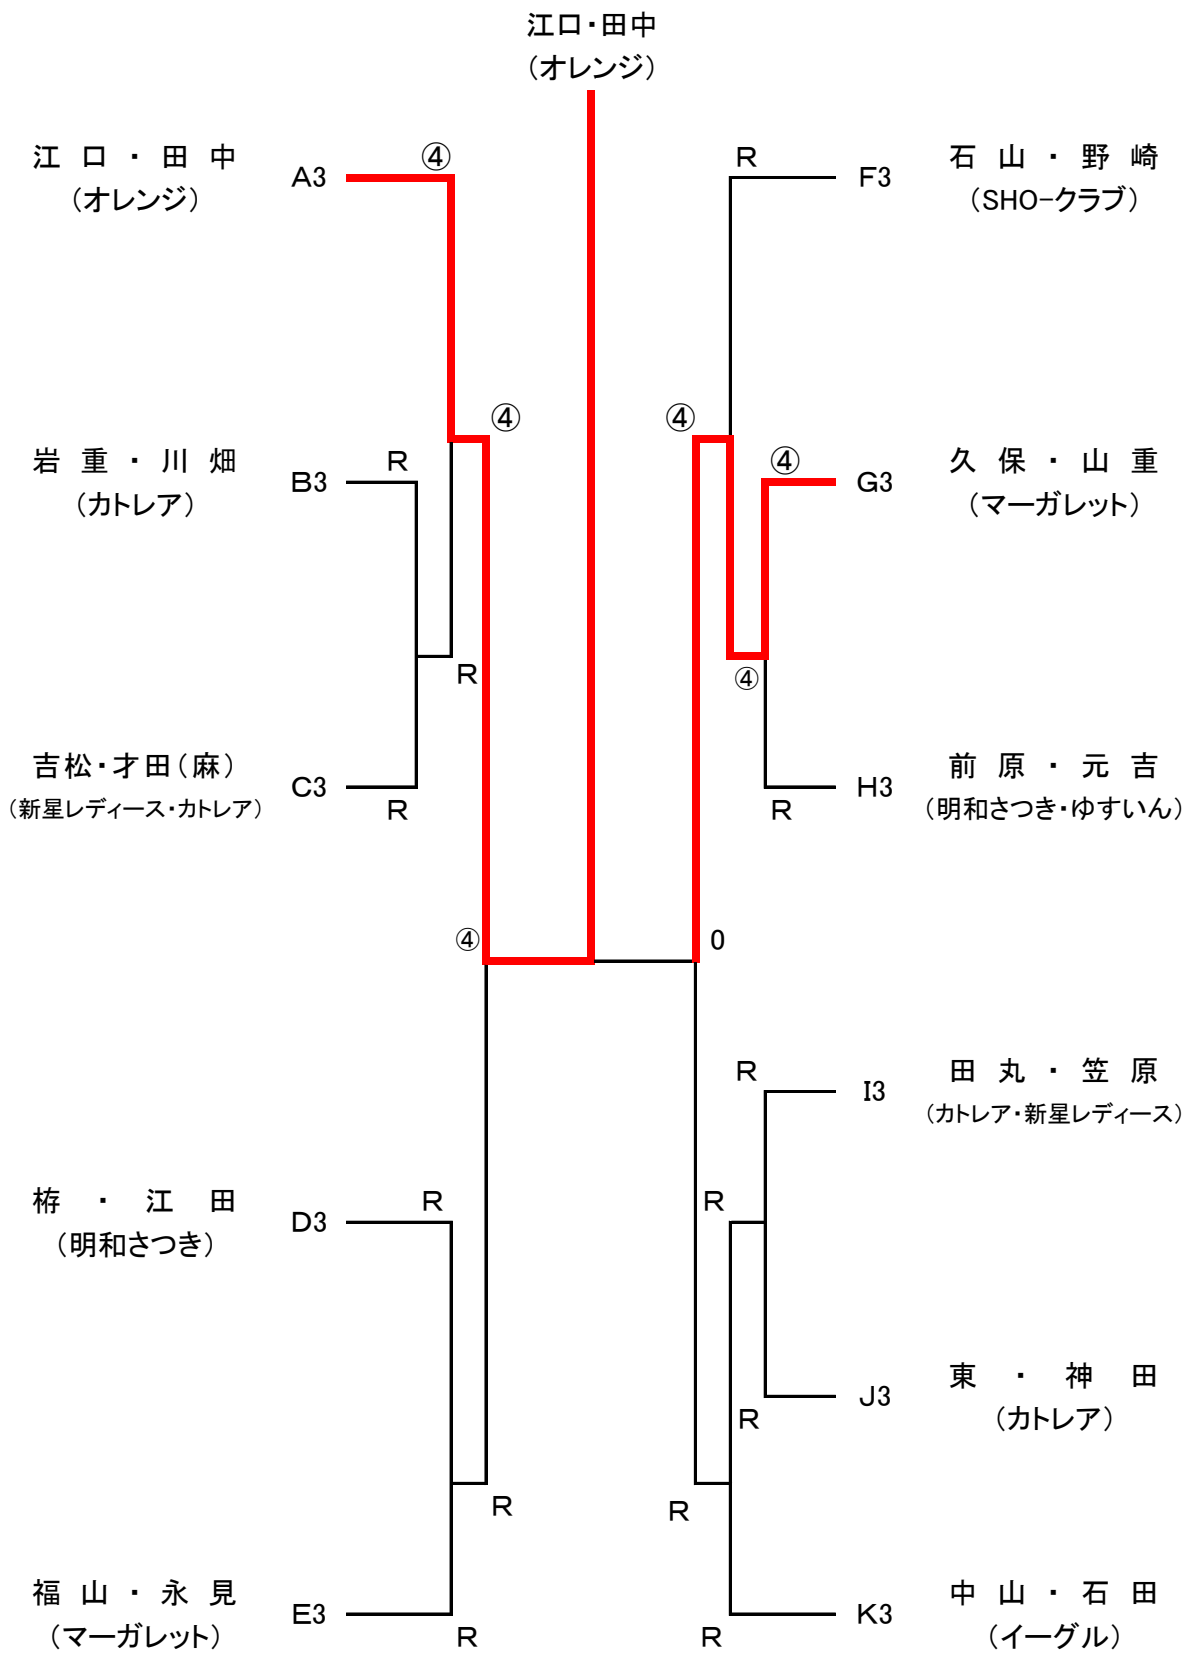 江口・田中
（オレンジ）
江口・田中
（オレンジ）
A3
④
岩重・川畑
（カトレア）
B3
R
④
R
吉松・才田（麻）
（新星レディース・カトレア）
C3
R
④
栫・江田
（明和さつき）
D3
R
R
福山・永見
（マーガレット）
E3
R
R
F3
石山・野崎
（SHO-クラブ）
④
④
G3
久保・山重
（マーガレット）
④
R
H3
前原・元吉
（明和さつき・ゆすいん）
0
R
I3
田丸・笠原
（カトレア・新星レディース）
R
R
J3
東・神田
（カトレア）
R
R
K3
中山・石田
（イーグル）